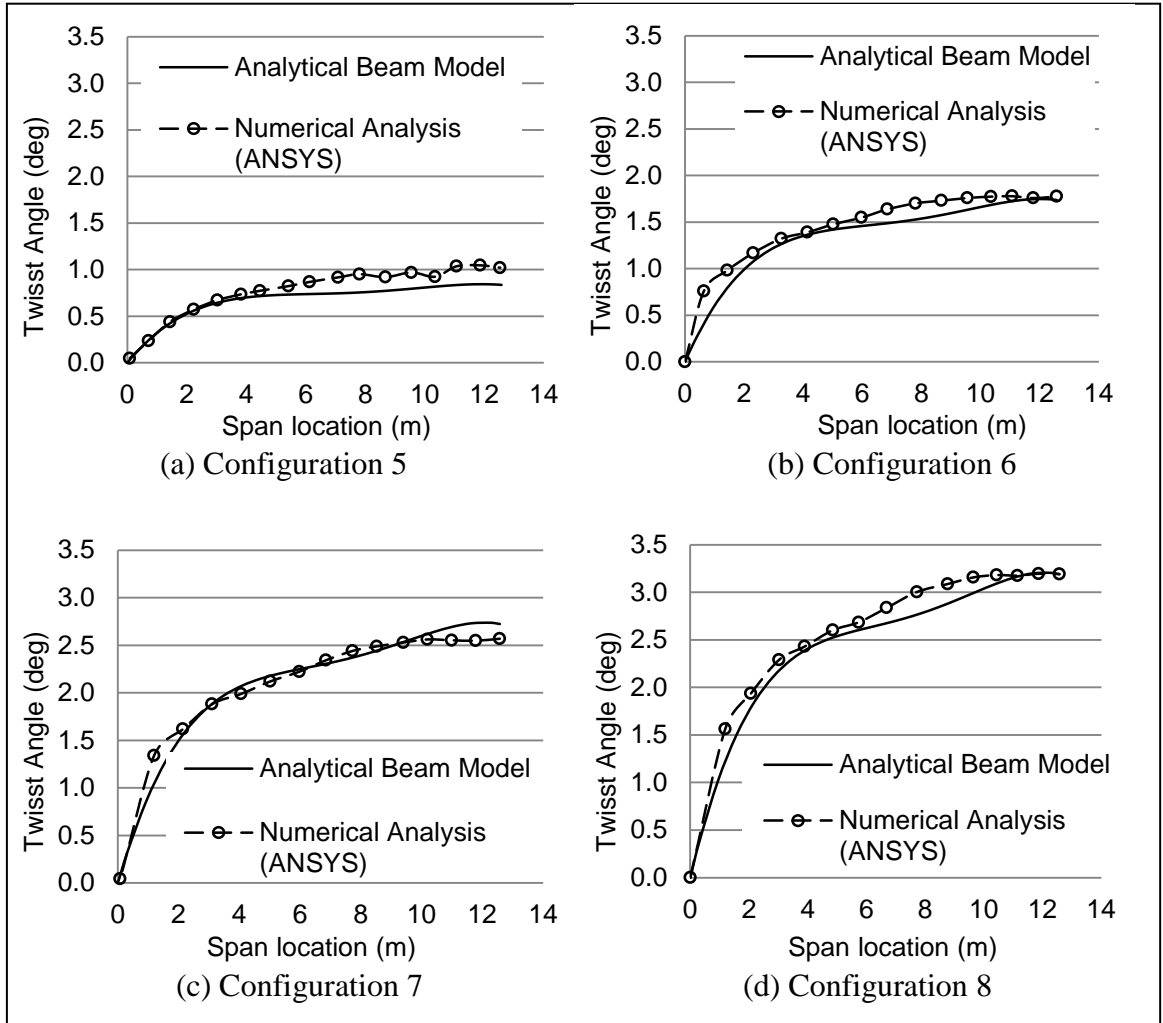 3.5
3.0
2.5
2.0
1.5
1.0
0.5
0.0
Twisst Angle (deg)
Analytical Beam Model
Numerical Analysis
(ANSYS)
0 2 4 6 8 10 12 14
Span location (m)
(a) Configuration 5
3.5
3.0
2.5
2.0
1.5
1.0
0.5
0.0
Twisst Angle (deg)
Analytical Beam Model
Numerical Analysis
(ANSYS)
0 2 4 6 8 10 12 14
Span location (m)
(b) Configuration 6
3.5
3.0
2.5
2.0
1.5
1.0
0.5
0.0
Twisst Angle (deg)
Analytical Beam Model
Numerical Analysis
(ANSYS)
0 2 4 6 8 10 12 14
Span location (m)
(c) Configuration 7
3.5
3.0
2.5
2.0
1.5
1.0
0.5
0.0
Twisst Angle (deg)
Analytical Beam Model
Numerical Analysis
(ANSYS)
0 2 4 6 8 10 12 14
Span location (m)
(d) Configuration 8